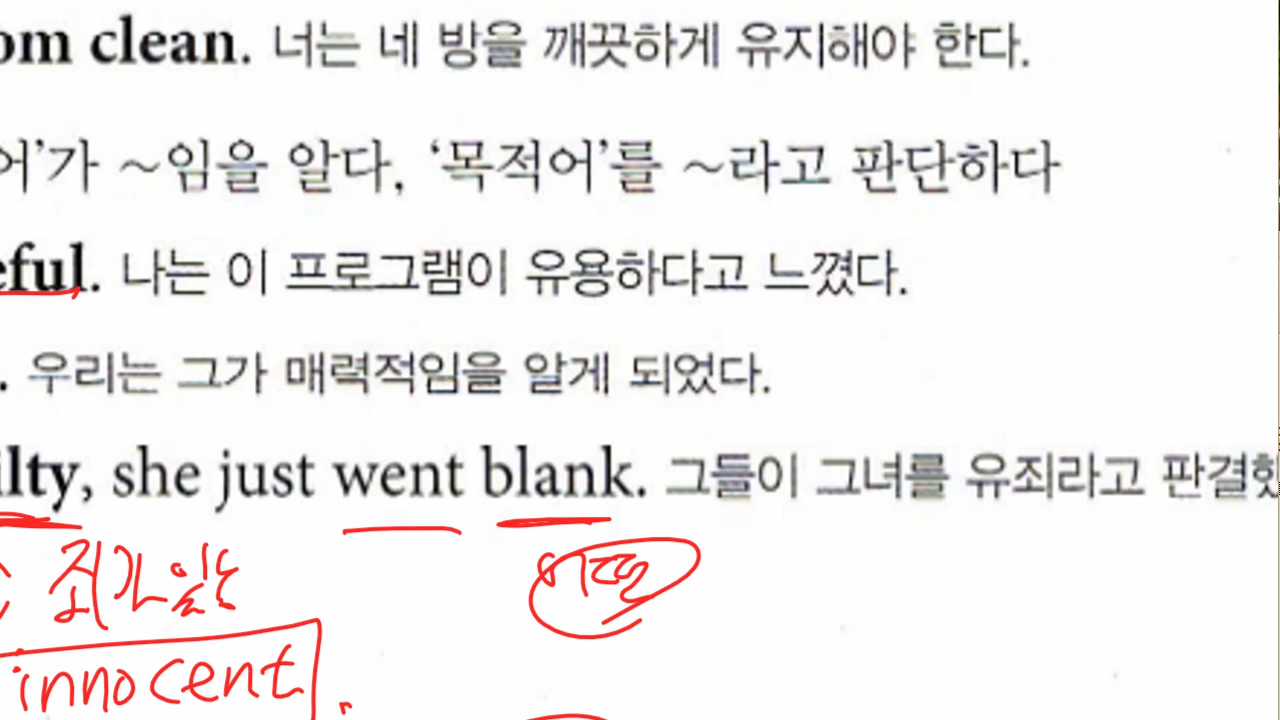 om clean. 너는 네 방을 깨끗하게 유지해야 한다.
어’가 ~임을 알다, ‘목적어’를 ~라고 판단하다
eful. 나는 이 프로그램이 유용하다고 느꼈다.
. 우리는 그가 매력적임을 알게 되었다.
ilty, she just went blank. 그들이 그녀를 유죄라고 판결했
죄가 있는
innocent